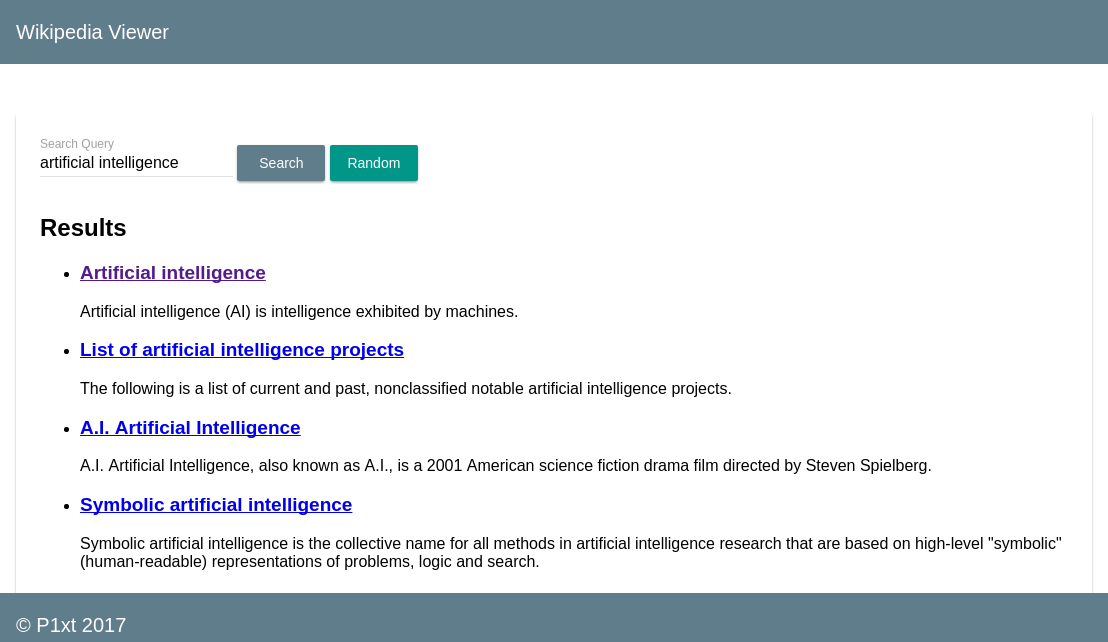 Wikipedia Viewer
Search Query
artificial intelligence
Search
Random
Results
Artificial intelligence
Artificial intelligence (AI) is intelligence exhibited by machines.
List of artificial intelligence projects
The following is a list of current and past, nonclassified notable artificial intelligence projects.
A.I. Artificial Intelligence
A.I. Artificial Intelligence, also known as A.I., is a 2001 American science fiction drama film directed by Steven Spielberg.
Symbolic artificial intelligence
Symbolic artificial intelligence is the collective name for all methods in artificial intelligence research that are based on high-level "symbolic"
(human-readable) representations of problems, logic and search.
© P1xt 2017